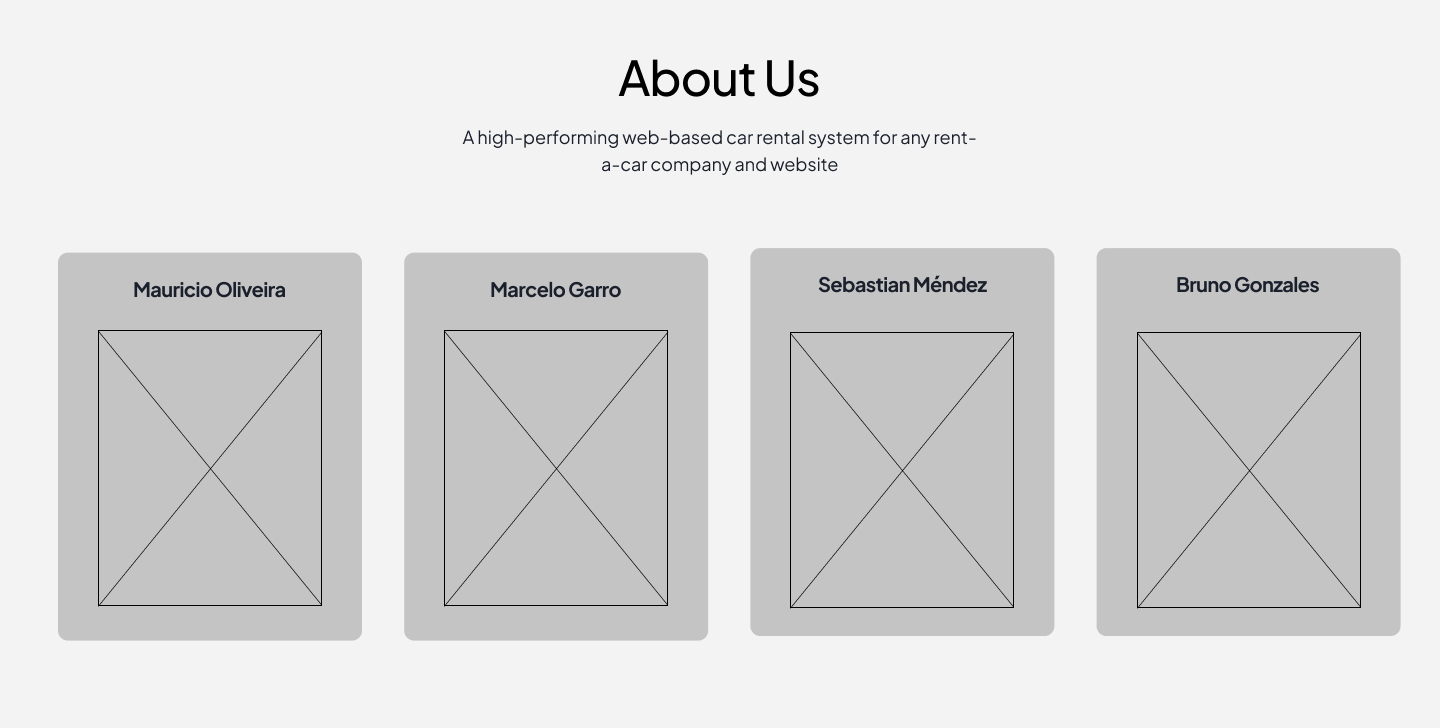 About Us
A high-performing web-based car rental system for any rent-
a-car company and website
Mauricio Oliveira
Marcelo Garro
Sebastian Méndez
Bruno Gonzales